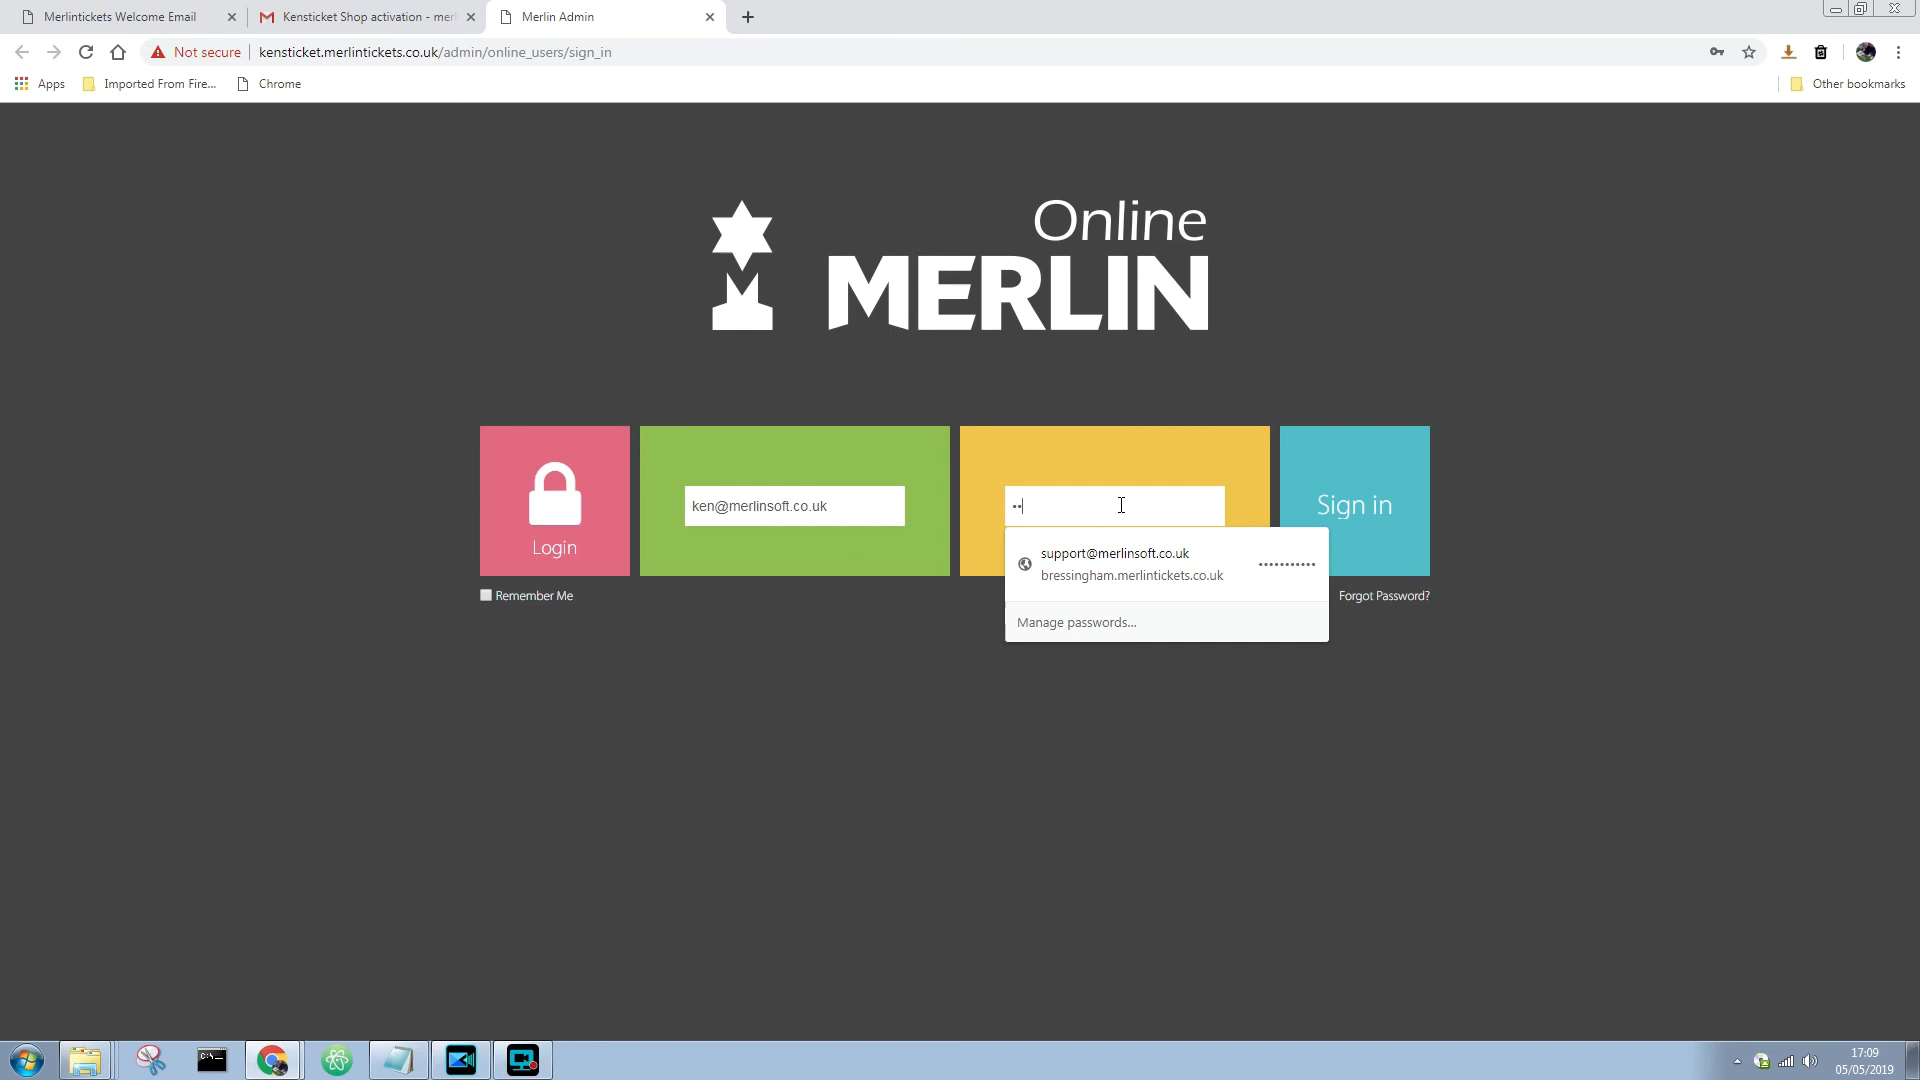 Merlintickets Welcome Email
Kensticket Shop activation - merl
Merlin Admin
Not secure
kensticket.merlintickets.co.uk/admin/online_users/sign_in
Apps
Imported From Fire...
Chrome
Other bookmarks
Online
MERLIN
Login
ken@merlinsoft.co.uk
••
Sign in
support@merlinsoft.co.uk
bressingham.merlintickets.co.uk
•••••••••••
Manage passwords...
Remember Me
Forgot Password?
17:09
05/05/2019